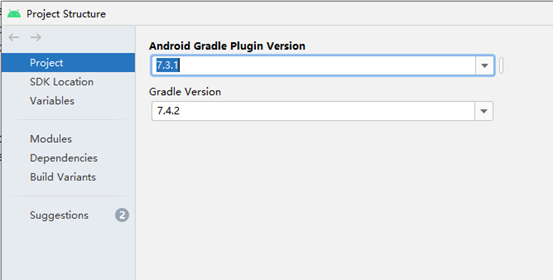 Project Structure
Project
SDK Location
Variables
Modules
Dependencies
Build Variants
Suggestions 2
Android Gradle Plugin Version
7.3.1
Gradle Version
7.4.2